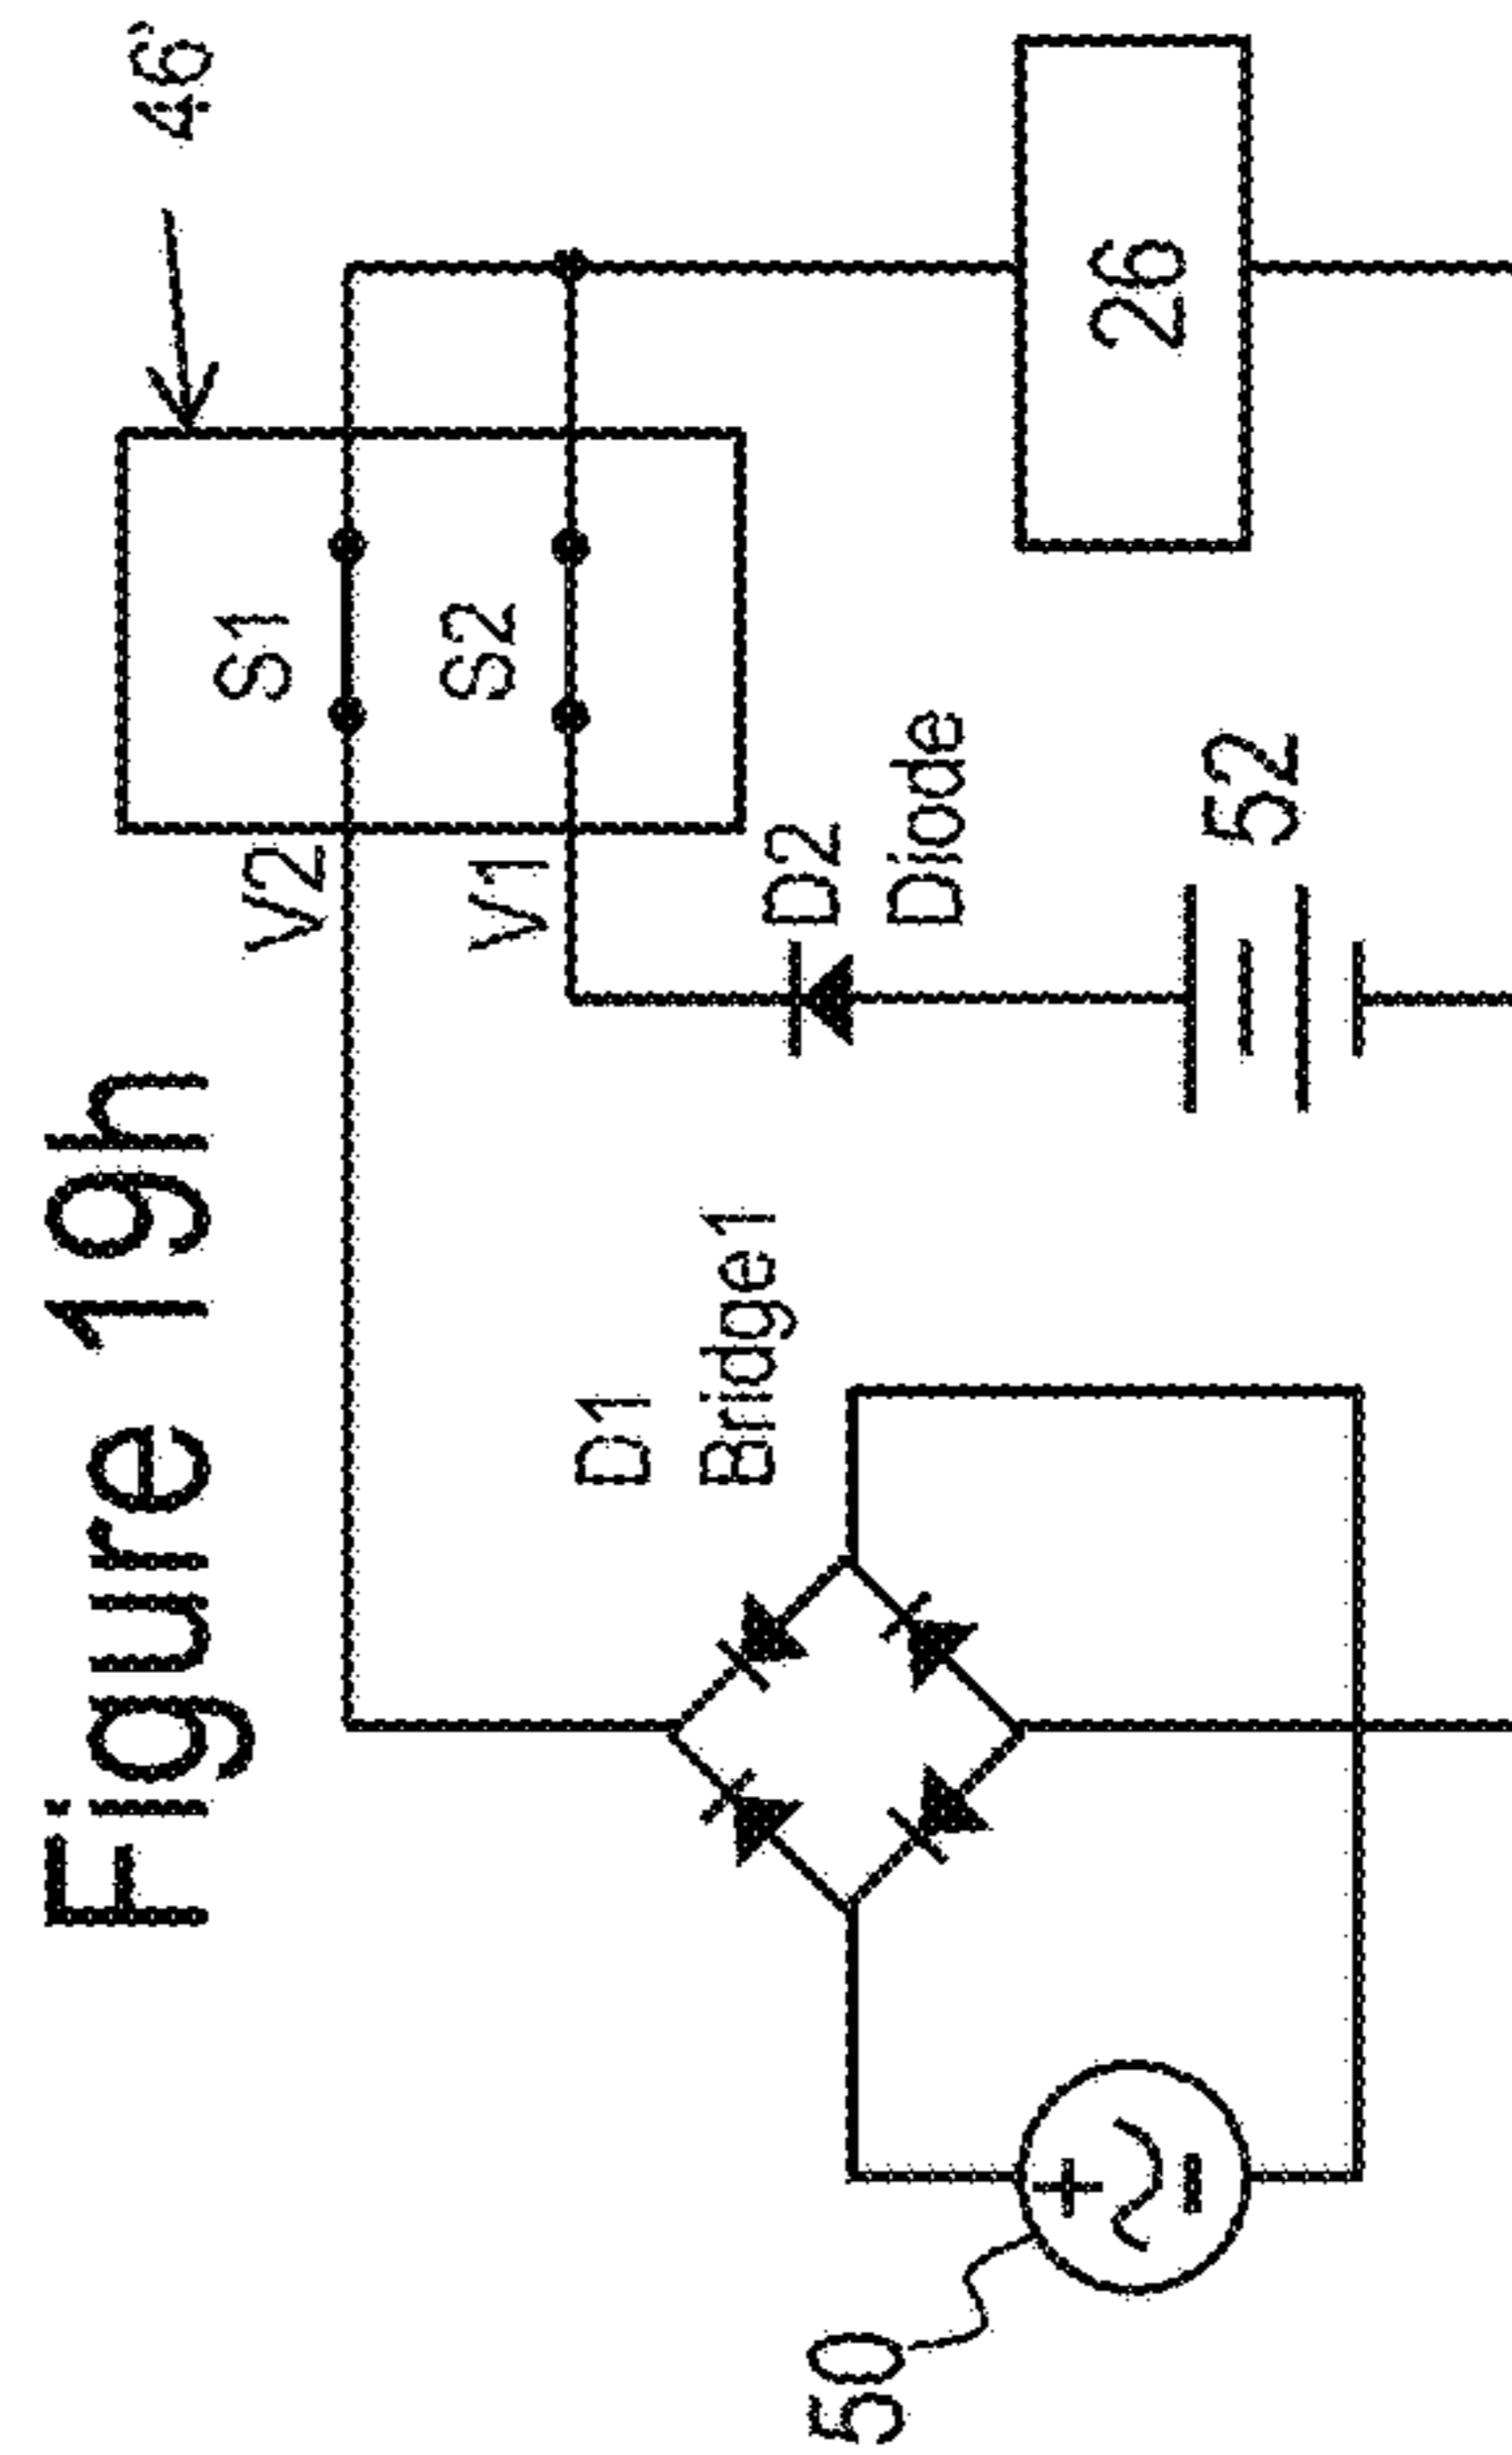 Figure 19h
46'
S1
V2
S2
V1
D1
Bridge1
D2
Diode
50
+
-
52
26